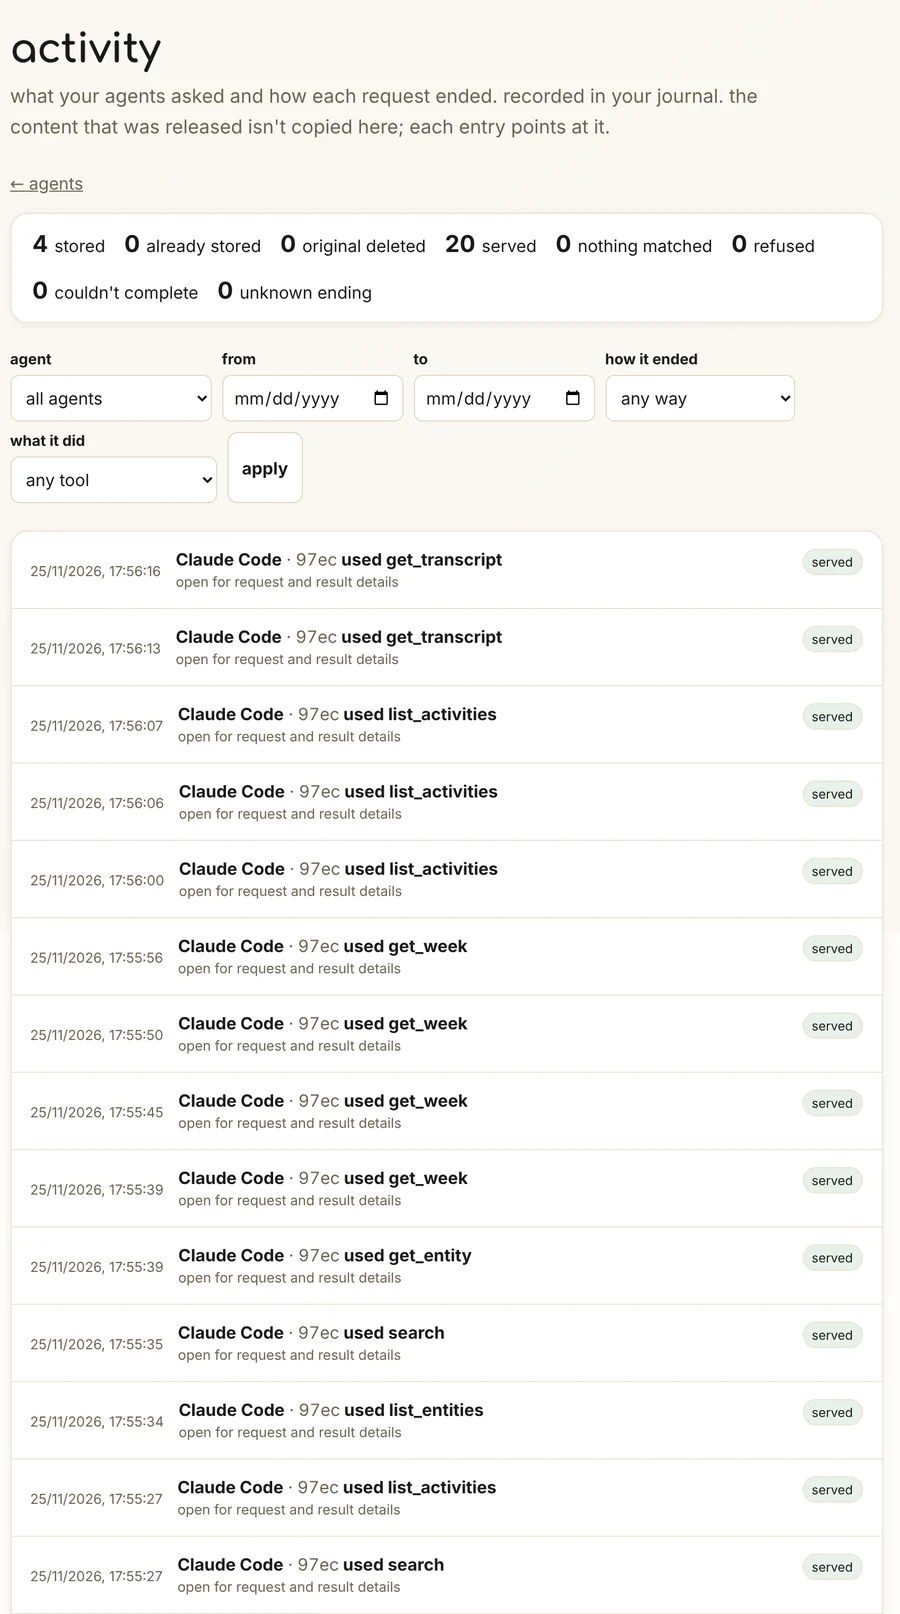 activity
what your agents asked and how each request ended. recorded in your journal. the
content that was released isn't copied here; each entry points at it.
← agents
4 stored 0 already stored 0 original deleted 20 served 0 nothing matched 0 refused
0 couldn't complete 0 unknown ending
agent from to how it ended
all agents mm/dd/yyyy mm/dd/yyyy any way
what it did
any tool apply
25/11/2026, 17:56:16 Claude Code · 97ec used get_transcript served
open for request and result details
25/11/2026, 17:56:13 Claude Code · 97ec used get_transcript served
open for request and result details
25/11/2026, 17:56:07 Claude Code · 97ec used list_activities served
open for request and result details
25/11/2026, 17:56:06 Claude Code · 97ec used list_activities served
open for request and result details
25/11/2026, 17:56:00 Claude Code · 97ec used list_activities served
open for request and result details
25/11/2026, 17:55:56 Claude Code · 97ec used get_week served
open for request and result details
25/11/2026, 17:55:50 Claude Code · 97ec used get_week served
open for request and result details
25/11/2026, 17:55:45 Claude Code · 97ec used get_week served
open for request and result details
25/11/2026, 17:55:39 Claude Code · 97ec used get_week served
open for request and result details
25/11/2026, 17:55:39 Claude Code · 97ec used get_entity served
open for request and result details
25/11/2026, 17:55:35 Claude Code · 97ec used search served
open for request and result details
25/11/2026, 17:55:34 Claude Code · 97ec used list_entities served
open for request and result details
25/11/2026, 17:55:27 Claude Code · 97ec used list_activities served
open for request and result details
25/11/2026, 17:55:27 Claude Code · 97ec used search served
open for request and result details